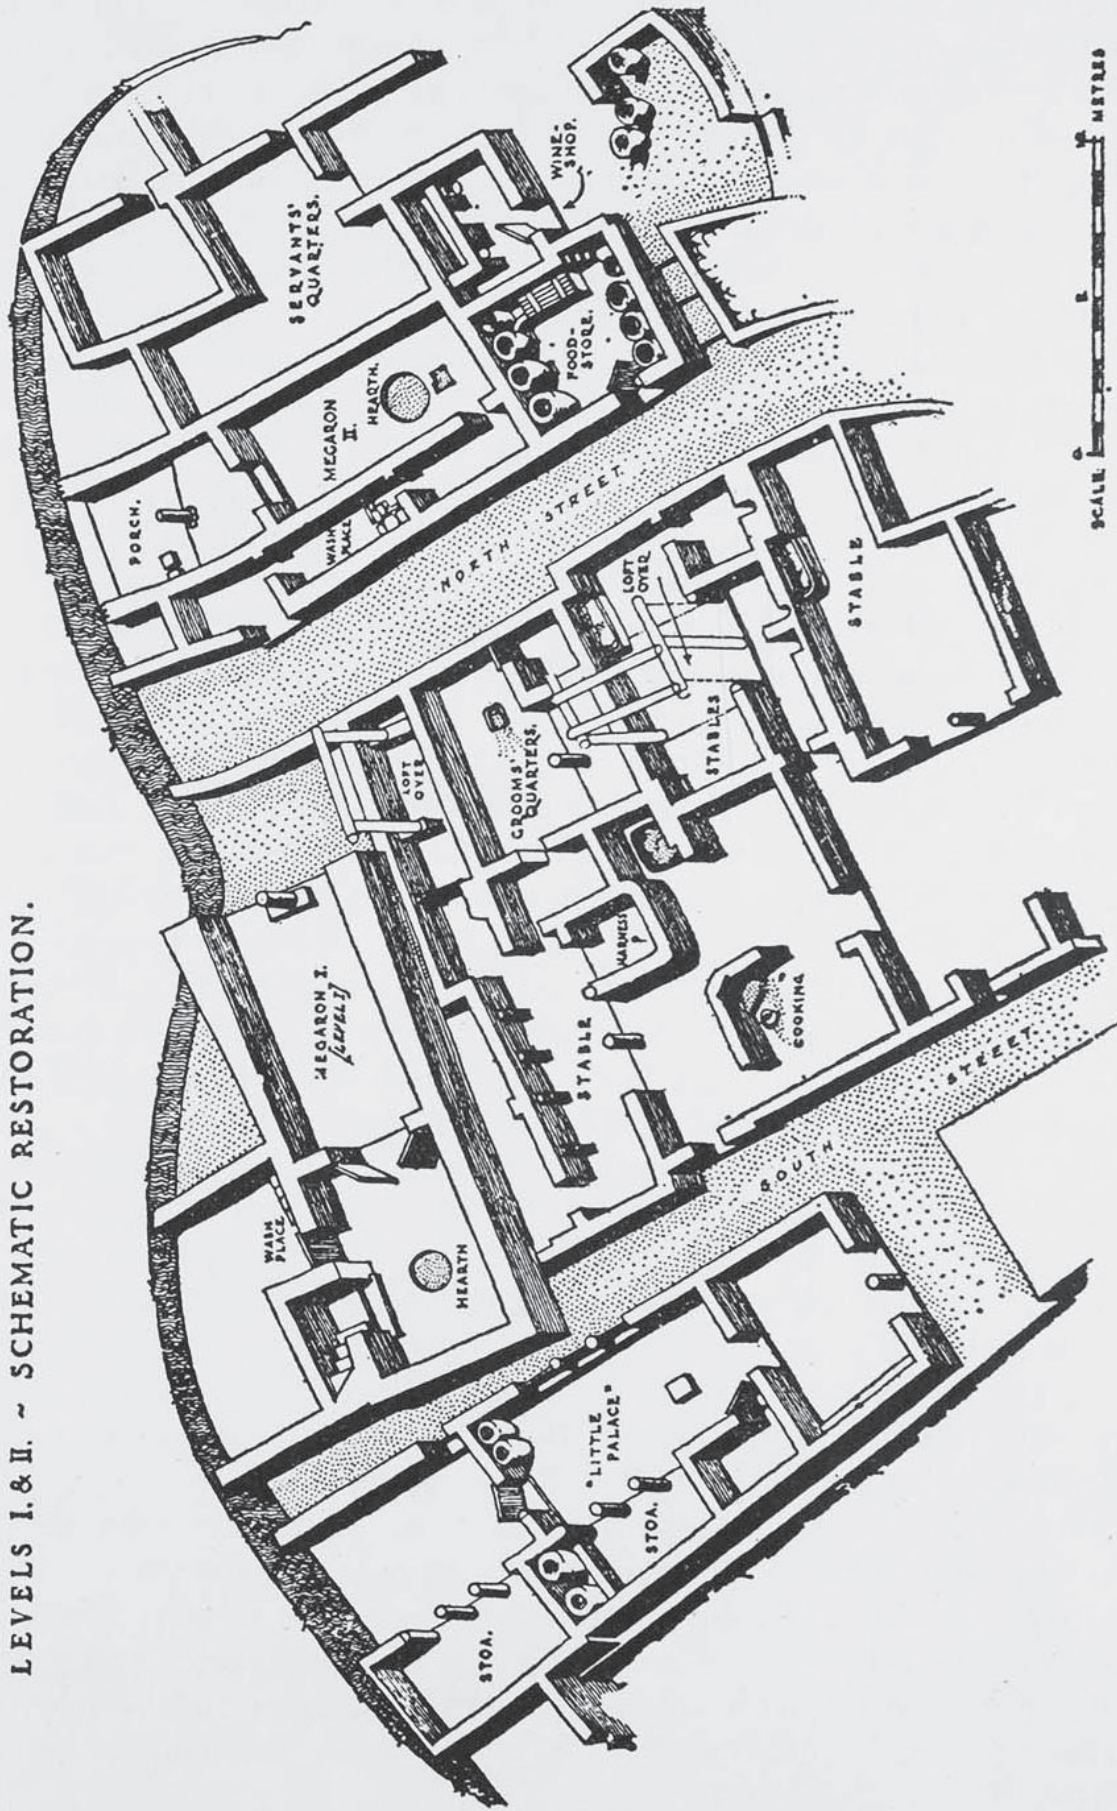 LEVELS I. & II. ~ SCHEMATIC RESTORATION.
PORCH.
SERVANTS'
QUARTERS.
MEGARON
II.
HEARTH.
WASH
PLACE
WINE-
SHOP.
FOOD-
STORE.
NORTH STREET.
LOFT
OVER
MEGARON I.
[LEVEL I]
WASH
PLACE
HEARTH
GROOMS'
QUARTERS.
LOFT
OVER
STABLES
STABLE
HARNESS
?
STABLE
COOKING
SOUTH STREET
"LITTLE
PALACE"
STOA.
STOA.
SCALE
0
METRES